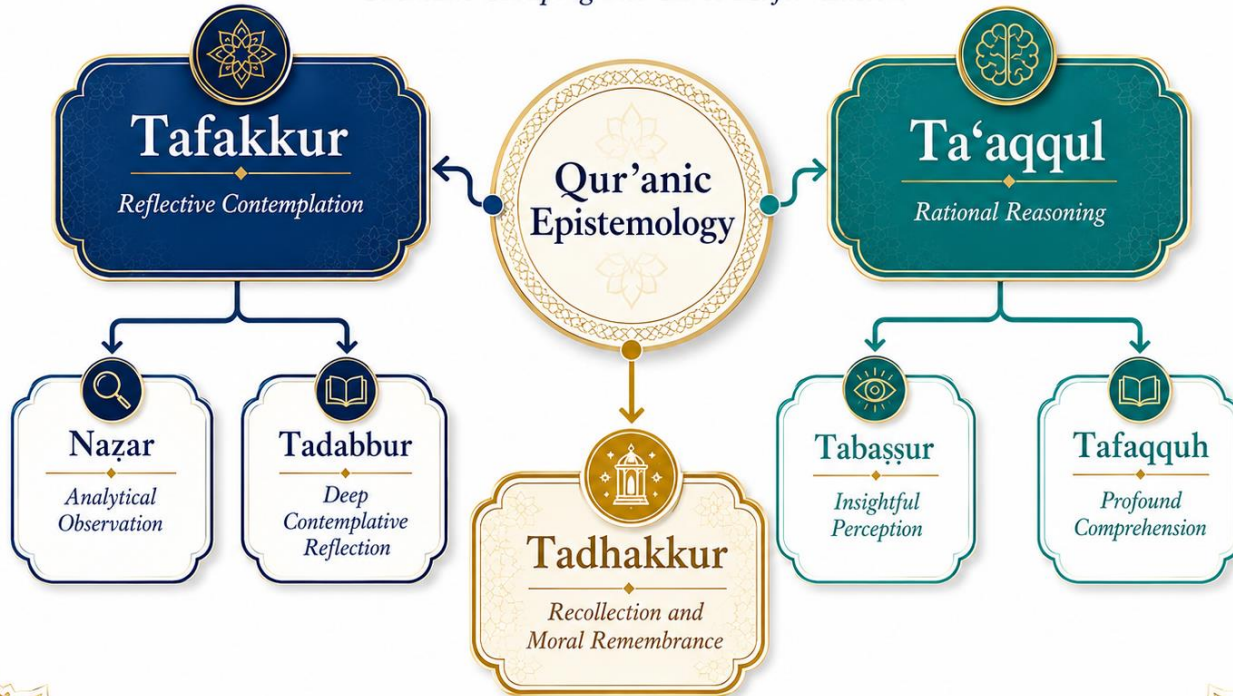 Tafakkur
Reflective Contemplation
Qur’anic
Epistemology
Ta‘aqqul
Rational Reasoning
Naẓar
Analytical
Observation
Tadabbur
Deep
Contemplative
Reflection
Tadhakkur
Recollection and
Moral Remembrance
Tabaṣṣur
Insightful
Perception
Tafaqquh
Profound
Comprehension